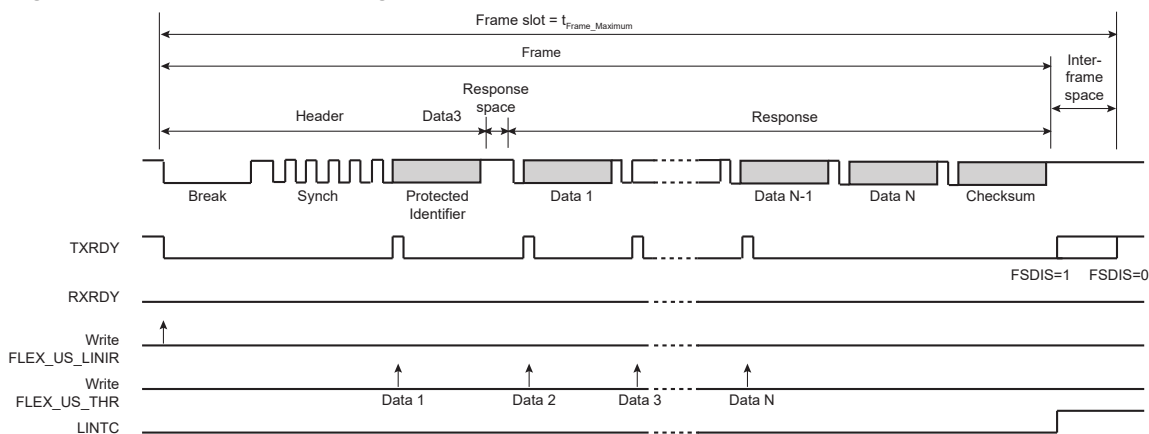 Frame slot = tFrame_Maximum
Frame
Inter-
frame
space
Response
space
Header
Data3
Response
Break
Synch
Protected
Identifier
Data 1
Data N-1
Data N
Checksum
TXRDY
FSDIS=1
FSDIS=0
RXRDY
Write
FLEX_US_LINIR
Write
FLEX_US_THR
Data 1
Data 2
Data 3
Data N
LINTC